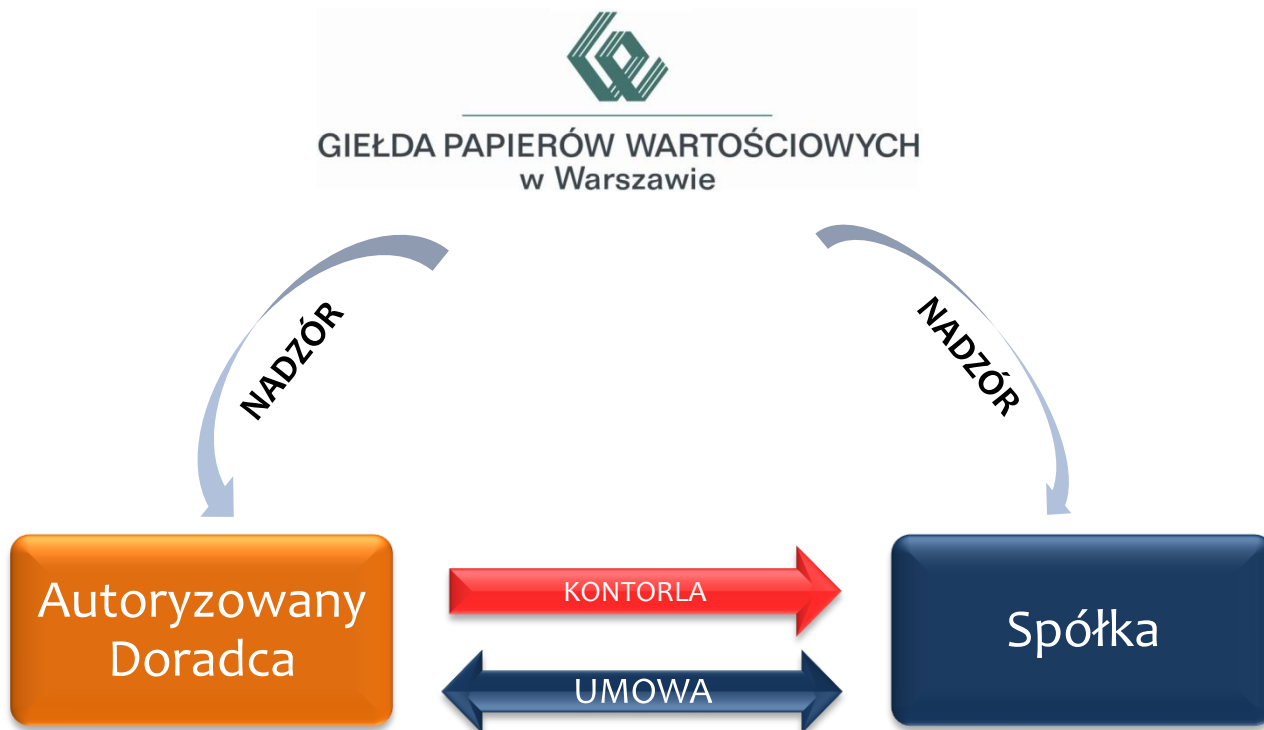 GIEŁDA PAPIERÓW WARTOŚCIOWYCH
w Warszawie
NADZÓR
NADZÓR
Autoryzowany
Doradca
KONTORLA
UMOWA
Spółka